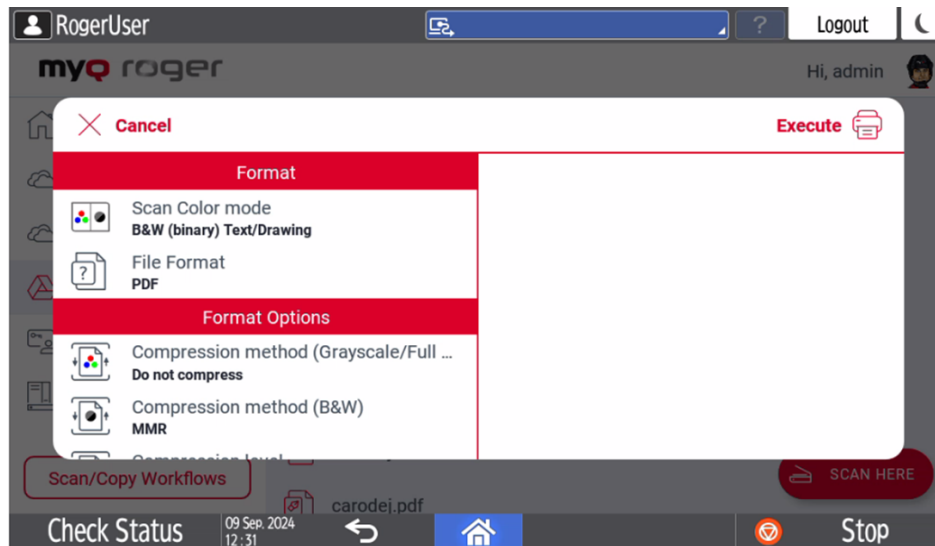 RogerUser
?
Logout
myQ roger
Hi, admin
Cancel
Execute
Format
Scan Color mode
B&W (binary) Text/Drawing
File Format
?
PDF
Format Options
Compression method (Grayscale/Full ...
Do not compress
Compression method (B&W)
MMR
Compression level
Scan/Copy Workflows
SCAN HERE
carodej.pdf
Check Status
09 Sep. 2024
12:31
Stop